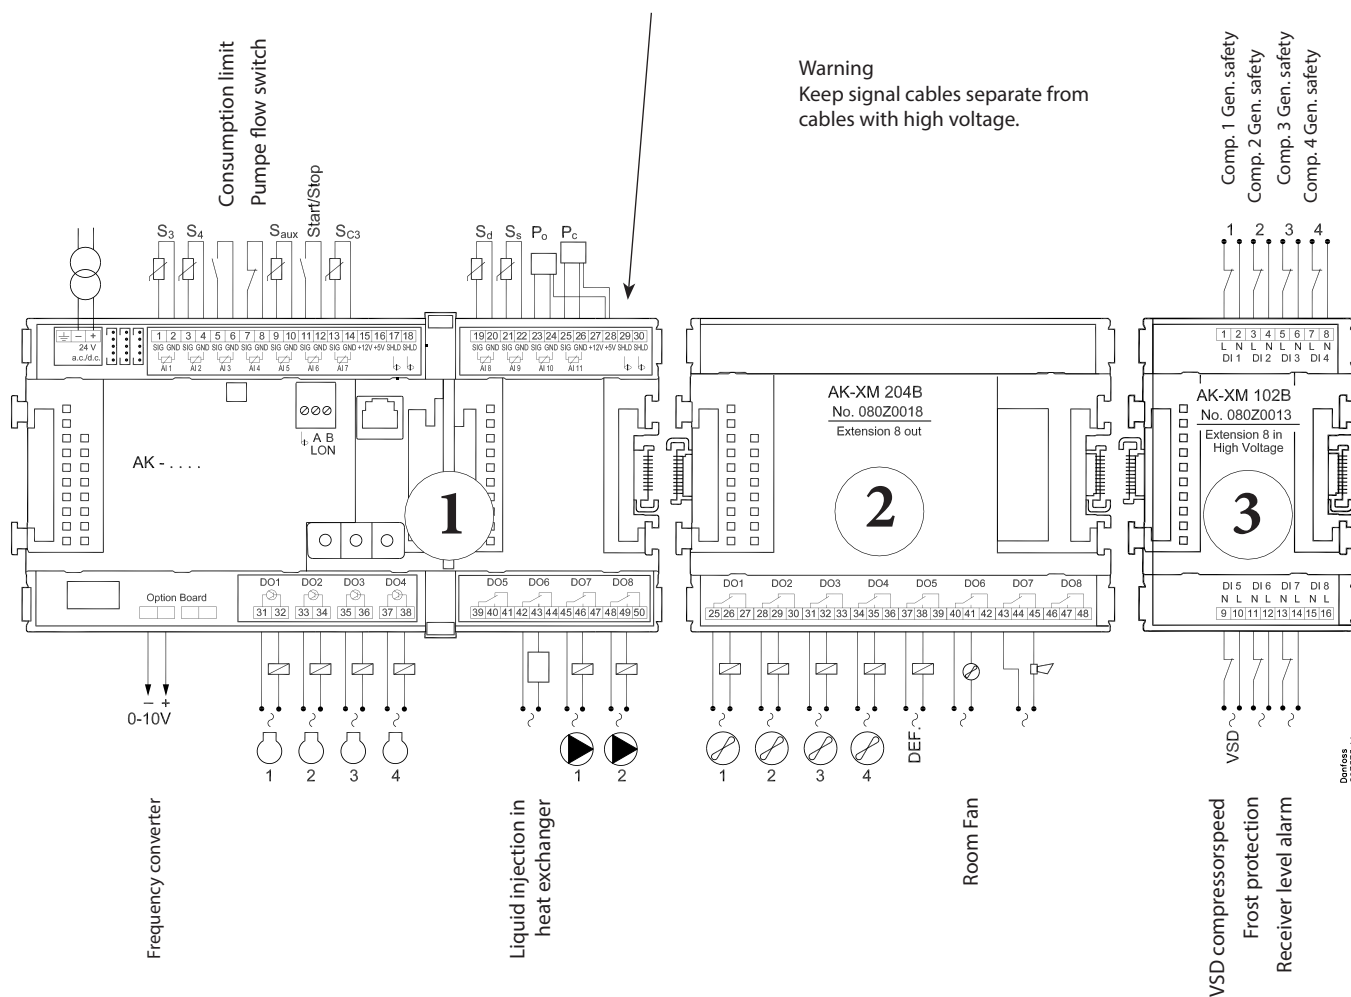 Consumption limit
Pumpe flow switch
Start/Stop
Warning
Keep signal cables separate from
cables with high voltage.
Comp. 1 Gen. safety
Comp. 2 Gen. safety
Comp. 3 Gen. safety
Comp. 4 Gen. safety
S3 S4 Saux SC3
Sd Ss Po Pc
1 2 3 4
– +
24 V
a.c./d.c.
1 2 3 4 5 6 7 8 9 10 11 12 13 14 15 16 17 18
SIG GND SIG GND SIG GND SIG GND SIG GND SIG GND SIG GND +12V +5V SHLD SHLD
AI 1 AI 2 AI 3 AI 4 AI 5 AI 6 AI 7
19 20 21 22 23 24 25 26 27 28 29 30
SIG GND SIG GND SIG GND SIG GND +12V +5V SHLD SHLD
AI 8 AI 9 AI 10 AI 11
1 2 3 4 5 6 7 8
L N L N L N L N
DI 1 DI 2 DI 3 DI 4
A B
LON
AK - . . . .
1
AK-XM 204B
No. 080Z0018
Extension 8 out
2
AK-XM 102B
No. 080Z0013
Extension 8 in
High Voltage
3
Option Board
DO1 DO2 DO3 DO4
31 32 33 34 35 36 37 38
DO5 DO6 DO7 DO8
39 40 41 42 43 44 45 46 47 48 49 50
DO1 DO2 DO3 DO4 DO5 DO6 DO7 DO8
25 26 27 28 29 30 31 32 33 34 35 36 37 38 39 40 41 42 43 44 45 46 47 48
DI 5 DI 6 DI 7 DI 8
N L N L N L N L
9 10 11 12 13 14 15 16
– +
0-10V
1 2 3 4
1 2
1 2 3 4
DEF.
VSD
Danfoss
Frequency converter
Liquid injection in
heat exchanger
Room Fan
VSD compressorspeed
Frost protection
Receiver level alarm